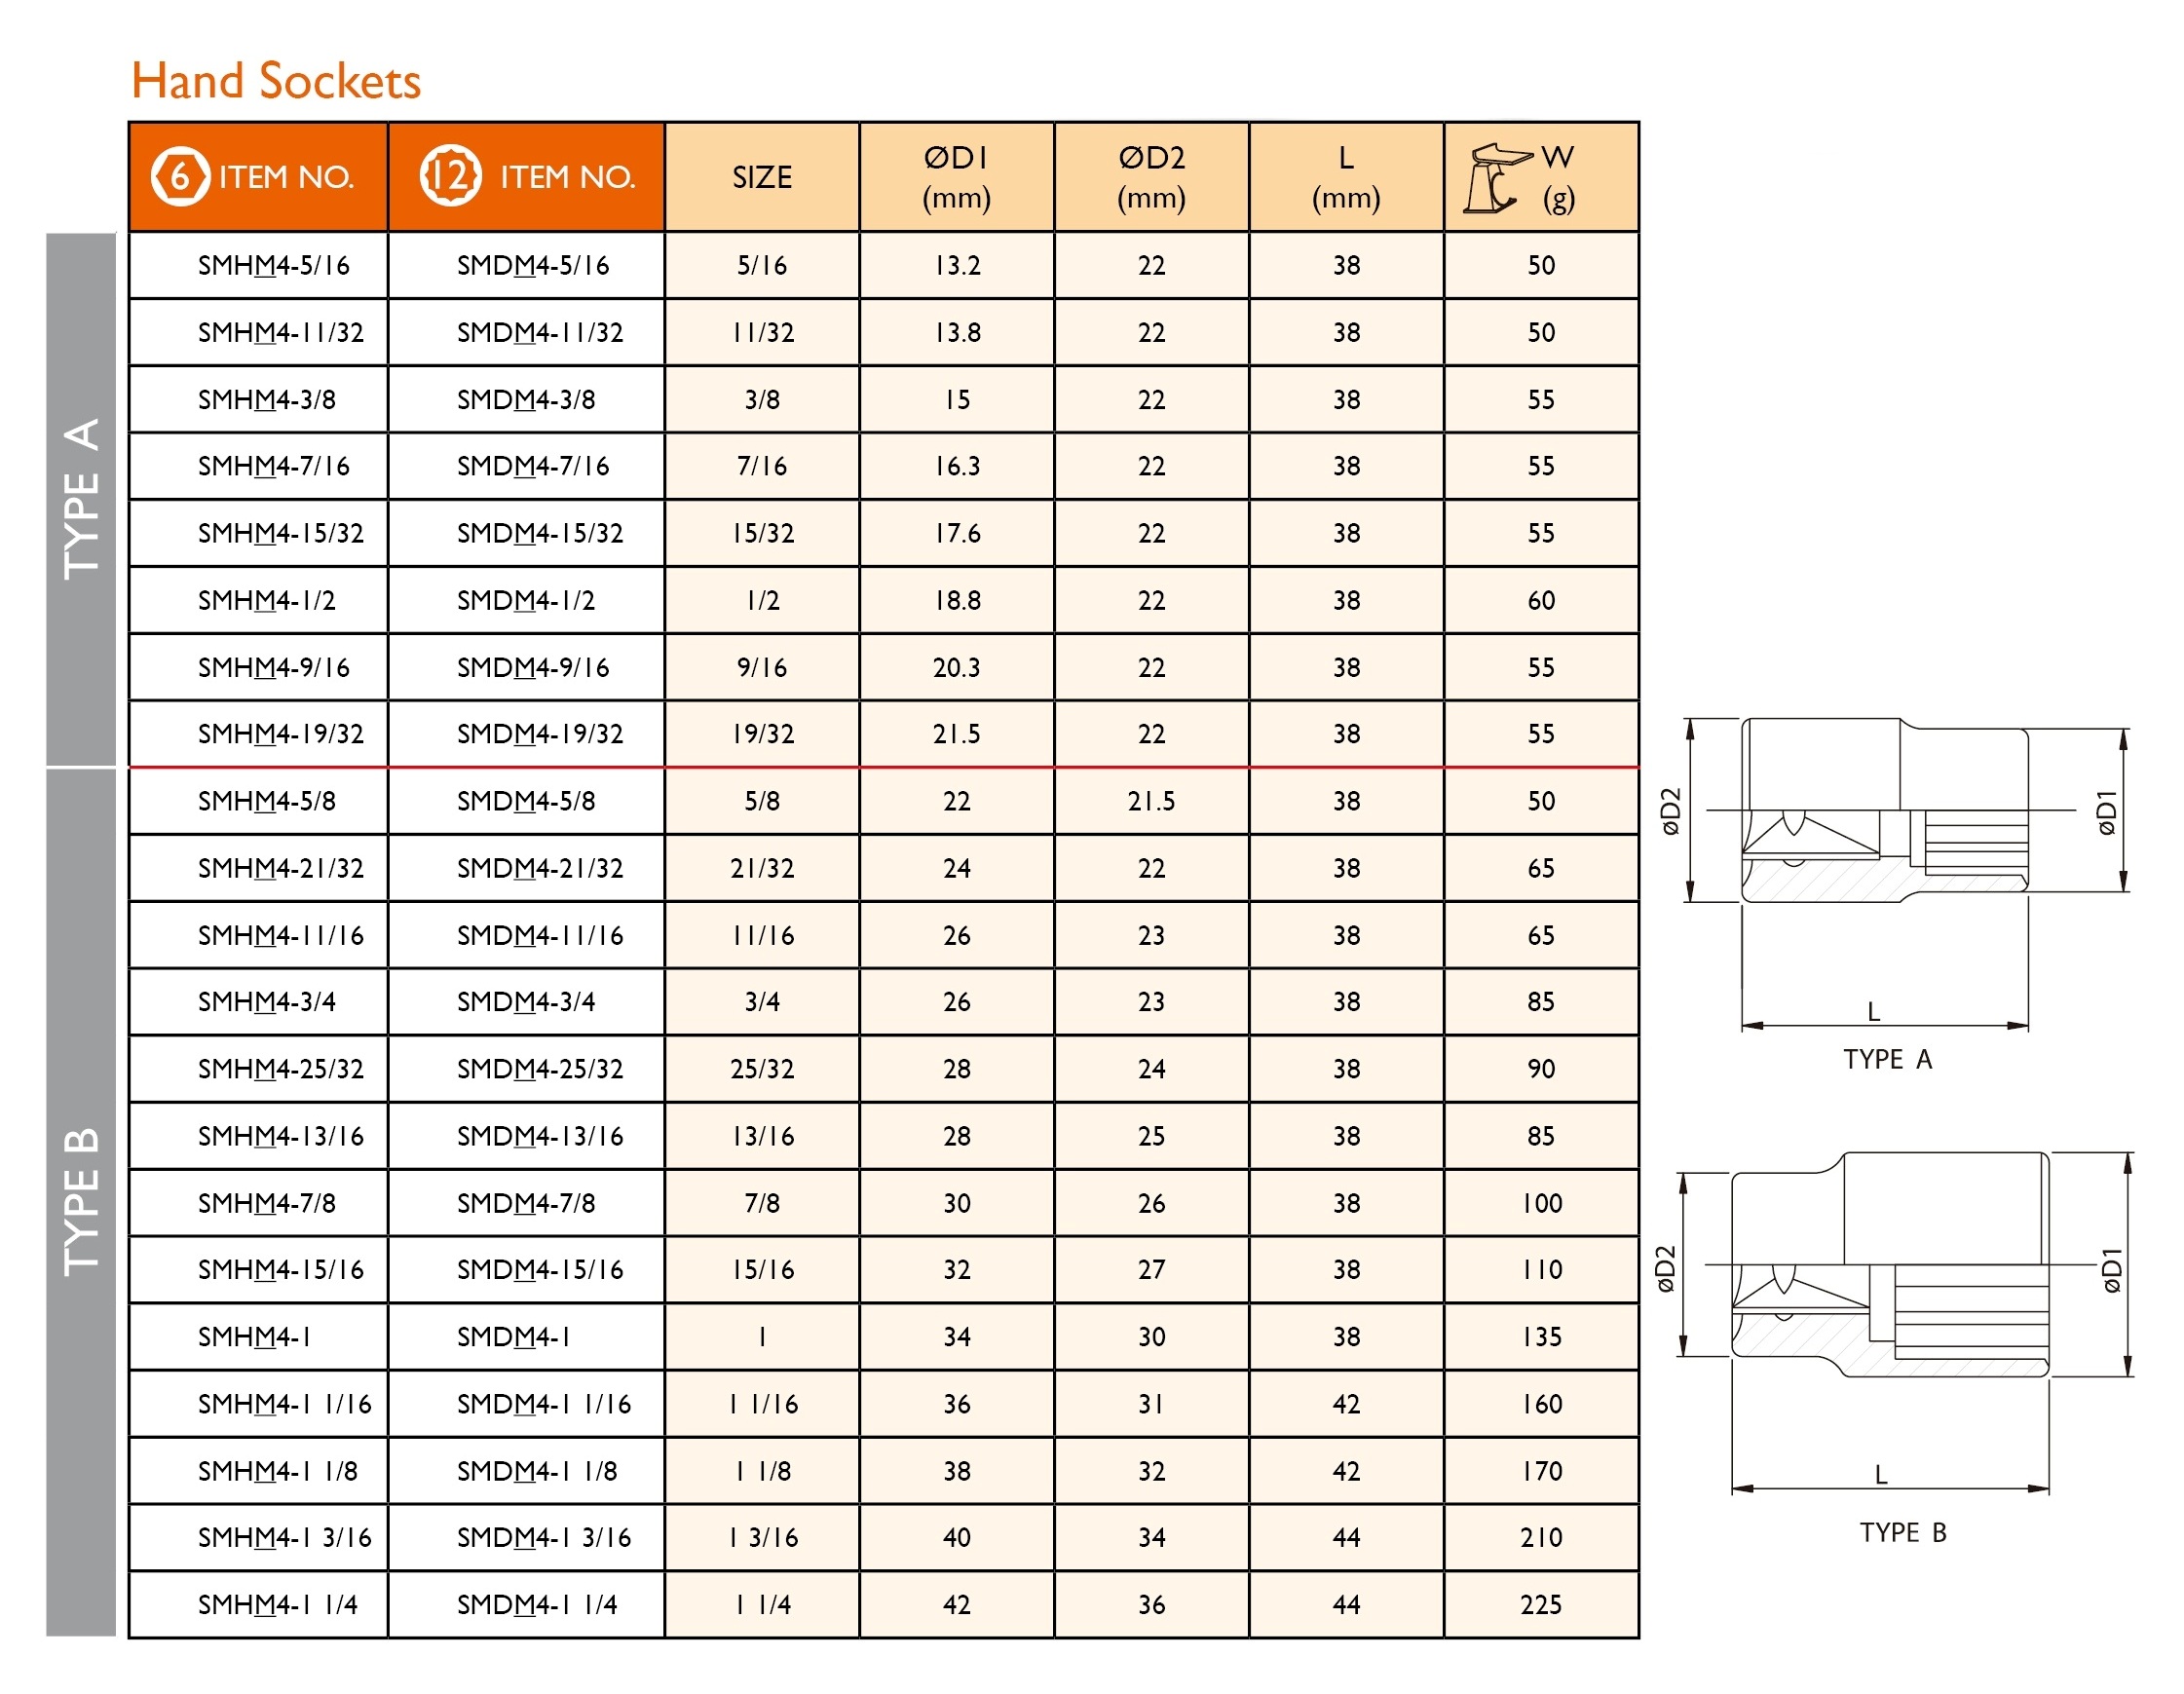 Hand Sockets
6 ITEM NO. 12 ITEM NO. SIZE ØD1 (mm) ØD2 (mm) L (mm) W (g)
TYPE A
SMHM4-5/16 SMDM4-5/16 5/16 13.2 22 38 50
SMHM4-11/32 SMDM4-11/32 11/32 13.8 22 38 50
SMHM4-3/8 SMDM4-3/8 3/8 15 22 38 55
SMHM4-7/16 SMDM4-7/16 7/16 16.3 22 38 55
SMHM4-15/32 SMDM4-15/32 15/32 17.6 22 38 55
SMHM4-1/2 SMDM4-1/2 1/2 18.8 22 38 60
SMHM4-9/16 SMDM4-9/16 9/16 20.3 22 38 55
SMHM4-19/32 SMDM4-19/32 19/32 21.5 22 38 55
TYPE B
SMHM4-5/8 SMDM4-5/8 5/8 22 21.5 38 50
SMHM4-21/32 SMDM4-21/32 21/32 24 22 38 65
SMHM4-11/16 SMDM4-11/16 11/16 26 23 38 65
SMHM4-3/4 SMDM4-3/4 3/4 26 23 38 85
SMHM4-25/32 SMDM4-25/32 25/32 28 24 38 90
SMHM4-13/16 SMDM4-13/16 13/16 28 25 38 85
SMHM4-7/8 SMDM4-7/8 7/8 30 26 38 100
SMHM4-15/16 SMDM4-15/16 15/16 32 27 38 110
SMHM4-1 SMDM4-1 1 34 30 38 135
SMHM4-1 1/16 SMDM4-1 1/16 1 1/16 36 31 42 160
SMHM4-1 1/8 SMDM4-1 1/8 1 1/8 38 32 42 170
SMHM4-1 3/16 SMDM4-1 3/16 1 3/16 40 34 44 210
SMHM4-1 1/4 SMDM4-1 1/4 1 1/4 42 36 44 225
øD2
øD1
L
TYPE A
øD2
øD1
L
TYPE B